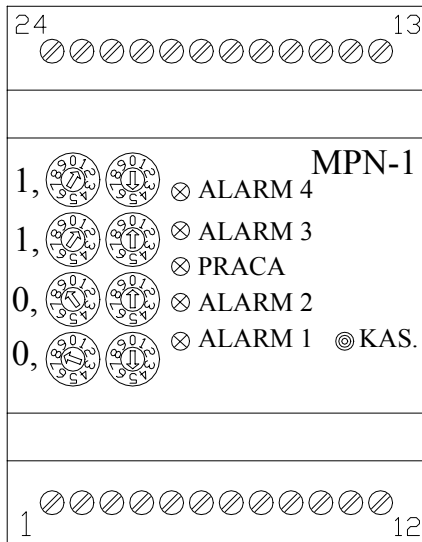 24 13
MPN-1
1, ALARM 4
1, ALARM 3
PRACA
0, ALARM 2
ALARM 1 KAS.
0,
1 12